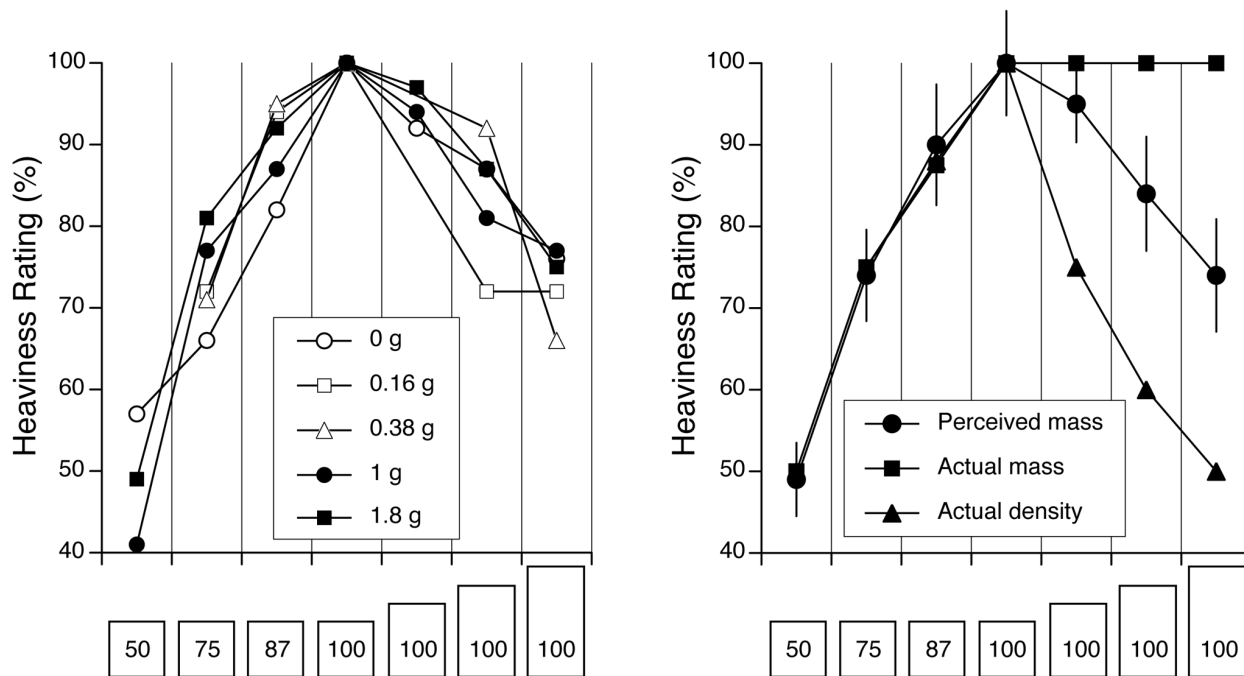 Heaviness Rating (%)
100
90
80
70
60
50
40
0 g
0.16 g
0.38 g
1 g
1.8 g
50 75 87 100 100 100 100
Heaviness Rating (%)
100
90
80
70
60
50
40
Perceived mass
Actual mass
Actual density
50 75 87 100 100 100 100